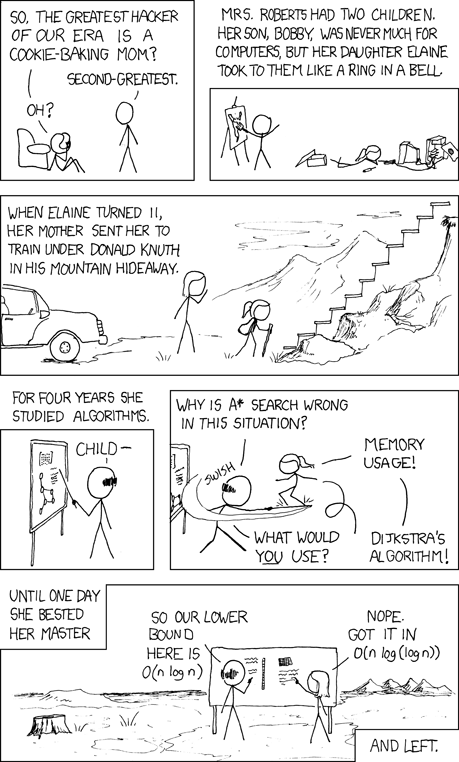 SO, THE GREATEST HACKER
OF OUR ERA IS A
COOKIE-BAKING MOM?
SECOND-GREATEST.
OH?
MRS. ROBERTS HAD TWO CHILDREN.
HER SON, BOBBY, WAS NEVER MUCH FOR
COMPUTERS, BUT HER DAUGHTER ELAINE
TOOK TO THEM LIKE A RING IN A BELL.
WHEN ELAINE TURNED 11,
HER MOTHER SENT HER TO
TRAIN UNDER DONALD KNUTH
IN HIS MOUNTAIN HIDEAWAY.
FOR FOUR YEARS SHE
STUDIED ALGORITHMS.
CHILD—
WHY IS A* SEARCH WRONG
IN THIS SITUATION?
SWISH
MEMORY
USAGE!
WHAT WOULD
YOU USE?
DIJKSTRA'S
ALGORITHM!
UNTIL ONE DAY
SHE BESTED
HER MASTER
SO OUR LOWER
BOUND
HERE IS
O(n log n)
NOPE.
GOT IT IN
O(n log(log n))
AND LEFT.